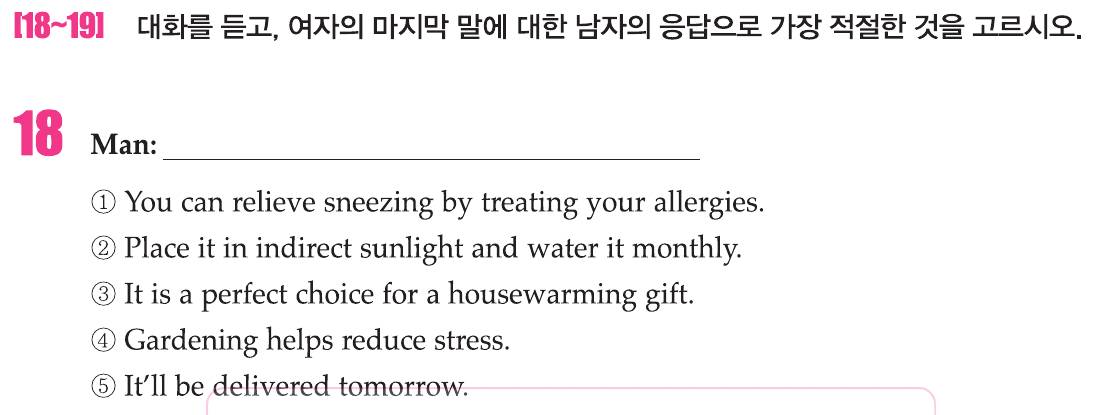 [18~19] 대화를 듣고, 여자의 마지막 말에 대한 남자의 응답으로 가장 적절한 것을 고르시오.
18 Man:
① You can relieve sneezing by treating your allergies.
② Place it in indirect sunlight and water it monthly.
③ It is a perfect choice for a housewarming gift.
④ Gardening helps reduce stress.
⑤ It’ll be delivered tomorrow.